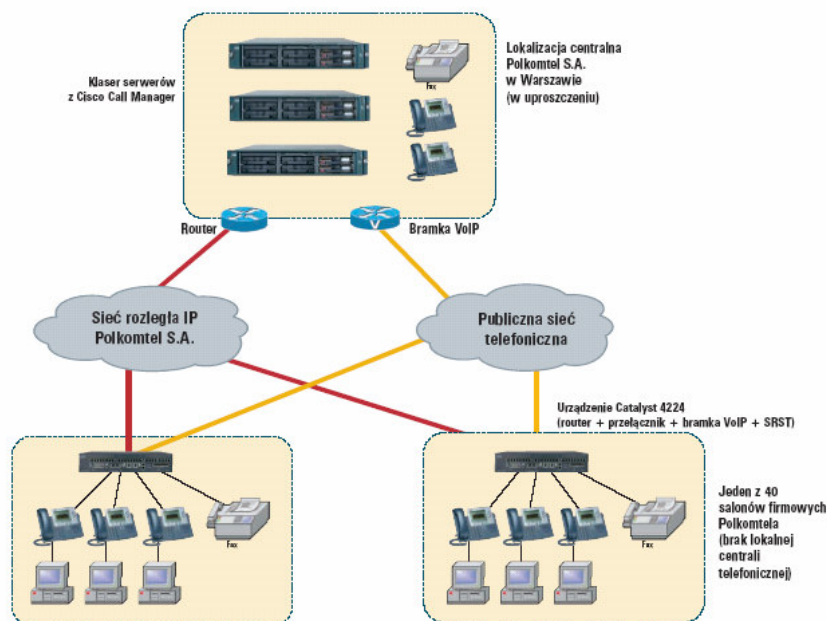 Klaser serwerów
z Cisco Call Manager
Fax
Lokalizacja centralna
Polkomtel S.A.
w Warszawie
(w uproszczeniu)
Router
V
Bramka VoIP
Sieć rozległa IP
Polkomtel S.A.
Publiczna sieć
telefoniczna
Urządzenie Catalyst 4224
(router + przełącznik + bramka VoIP + SRST)
Fax
Fax
Jeden z 40
salonów firmowych
Polkomtela
(brak lokalnej
centrali
telefonicznej)